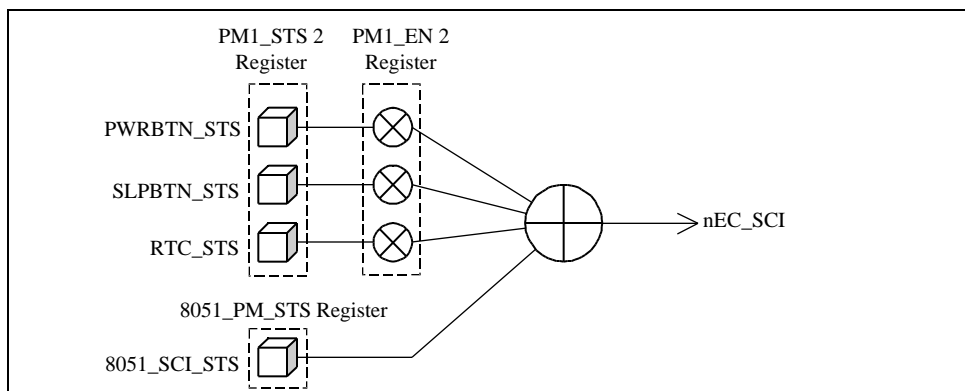 PM1_STS 2
Register
PM1_EN 2
Register
PWRBTN_STS
SLPBTN_STS
RTC_STS
nEC_SCI
8051_PM_STS Register
8051_SCI_STS